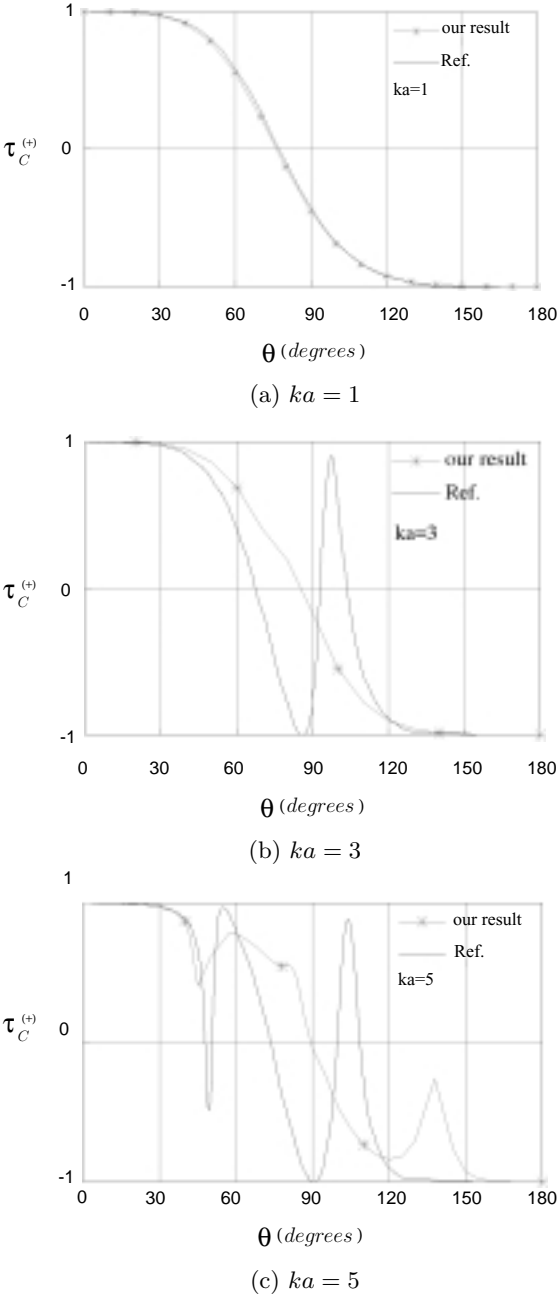 1
our result
Ref.
ka=1
τ_C^(+)
0
-1
0 30 60 90 120 150 180
θ (degrees)
(a) ka = 1
1
our result
Ref.
ka=3
τ_C^(+)
0
-1
0 30 60 90 120 150 180
θ (degrees)
(b) ka = 3
1
our result
Ref.
ka=5
τ_C^(+)
0
-1
0 30 60 90 120 150 180
θ (degrees)
(c) ka = 5